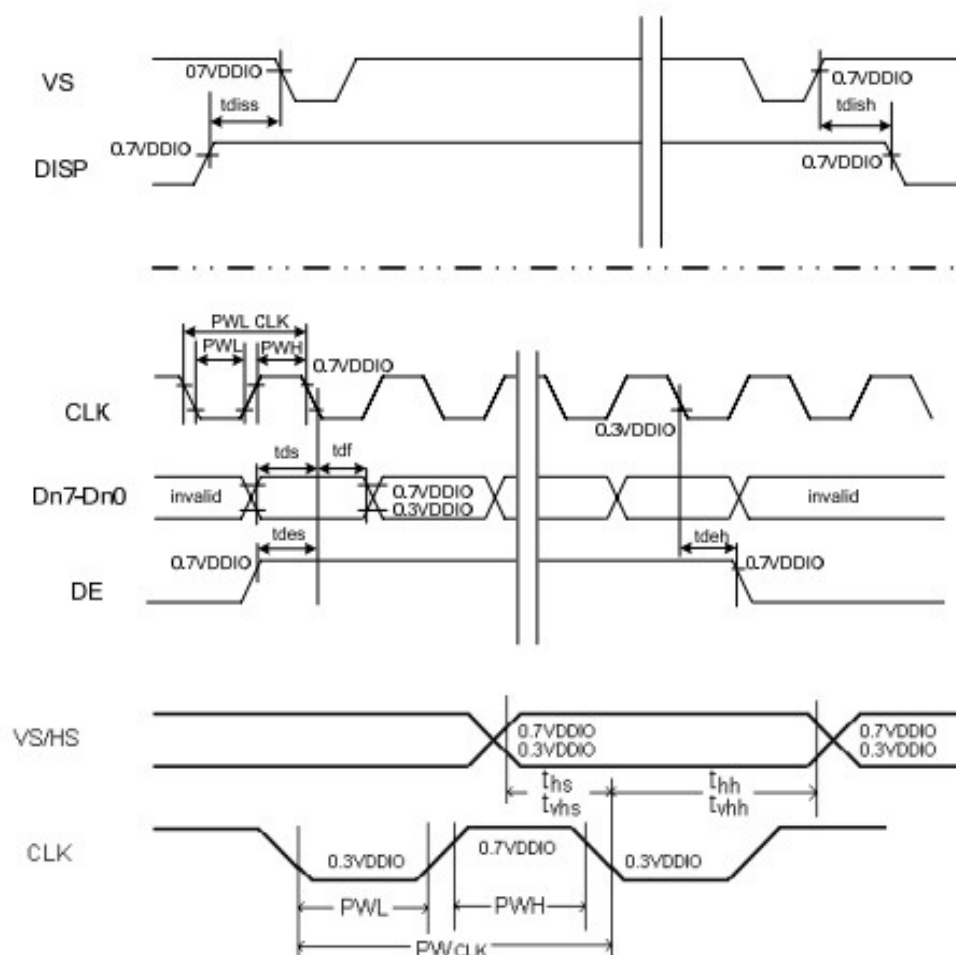 VS
07VDDIO
0.7VDDIO
tdiss
tdish
0.7VDDIO
0.7VDDIO
DISP
PWL CLK
PWL
PWH
0.7VDDIO
CLK
0.3VDDIO
tds
tdf
Dn7-Dn0
invalid
0.7VDDIO
0.3VDDIO
invalid
tdes
tdeh
0.7VDDIO
0.7VDDIO
DE
VS/HS
0.7VDDIO
0.3VDDIO
0.7VDDIO
0.3VDDIO
ths
tvhs
thh
tvhh
CLK
0.3VDDIO
0.7VDDIO
0.3VDDIO
PWL
PWH
PWCLK